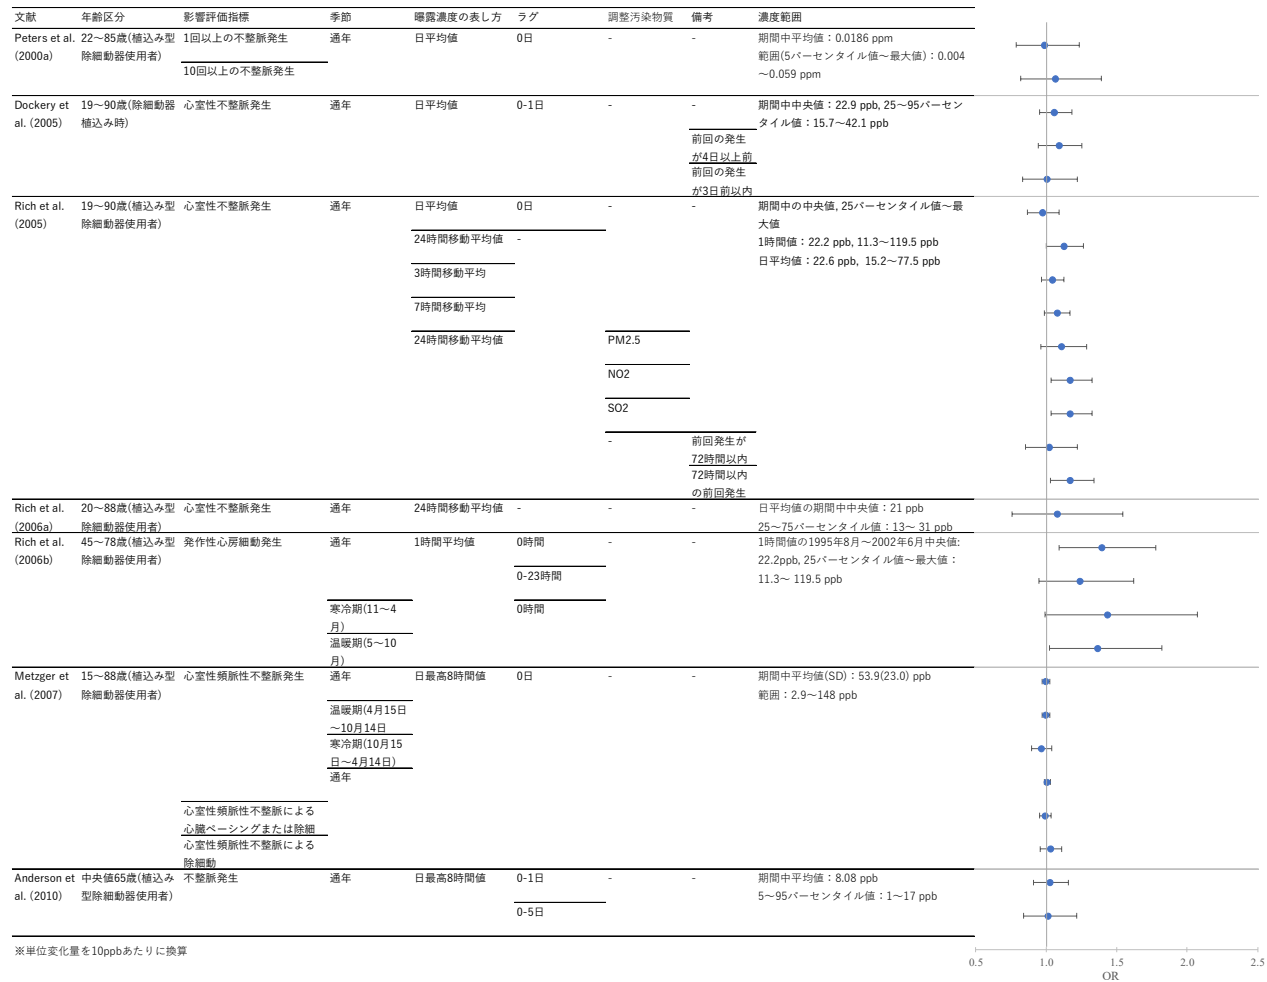 文献 年齢区分 影響評価指標 季節 曝露濃度の表し方 ラグ 調整汚染物質 備考 濃度範囲
Peters et al. 22～85歳(植込み型 1回以上の不整脈発生 通年 日平均値 0日 - - 期間中平均値：0.0186 ppm
(2000a) 除細動器使用者) 範囲(5パーセンタイル値～最大値)：0.004
10回以上の不整脈発生 ～0.059 ppm
Dockery et 19～90歳(除細動器 心室性不整脈発生 通年 日平均値 0-1日 - - 期間中中央値：22.9 ppb, 25～95パーセン
al. (2005) 植込み時) タイル値：15.7～42.1 ppb
前回の発生
が4日以上前
前回の発生
が3日前以内
Rich et al. 19～90歳(植込み型 心室性不整脈発生 通年 日平均値 0日 - - 期間中の中央値, 25パーセンタイル値～最
(2005) 除細動器使用者) 大値
24時間移動平均値 - 1時間値：22.2 ppb, 11.3～119.5 ppb
日平均値：22.6 ppb, 15.2～77.5 ppb
3時間移動平均
7時間移動平均
24時間移動平均値 PM2.5
NO2
SO2
- 前回発生が
72時間以内
72時間以内
の前回発生
Rich et al. 20～88歳(植込み型 心室性不整脈発生 通年 24時間移動平均値 - - - 日平均値の期間中中央値：21 ppb
(2006a) 除細動器使用者) 25～75パーセンタイル値：13～ 31 ppb
Rich et al. 45～78歳(植込み型 発作性心房細動発生 通年 1時間平均値 0時間 - - 1時間値の1995年8月～2002年6月中央値:
(2006b) 除細動器使用者) 22.2ppb, 25パーセンタイル値～最大値：
0-23時間 11.3～ 119.5 ppb
寒冷期(11～4 0時間
月)
温暖期(5～10
月)
Metzger et 15～88歳(植込み型 心室性頻脈性不整脈発生 通年 日最高8時間値 0日 - - 期間中平均値(SD)：53.9(23.0) ppb
al. (2007) 除細動器使用者) 範囲：2.9～148 ppb
温暖期(4月15日
～10月14日
寒冷期(10月15
日～4月14日)
通年
心室性頻脈性不整脈による
心臓ペーシングまたは除細
心室性頻脈性不整脈による
除細動
Anderson et 中央値65歳(植込み 不整脈発生 通年 日最高8時間値 0-1日 - - 期間中平均値：8.08 ppb
al. (2010) 型除細動器使用者) 5～95パーセンタイル値：1～17 ppb
0-5日
※単位変化量を10ppbあたりに換算
0.5 1.0 1.5 2.0 2.5
OR